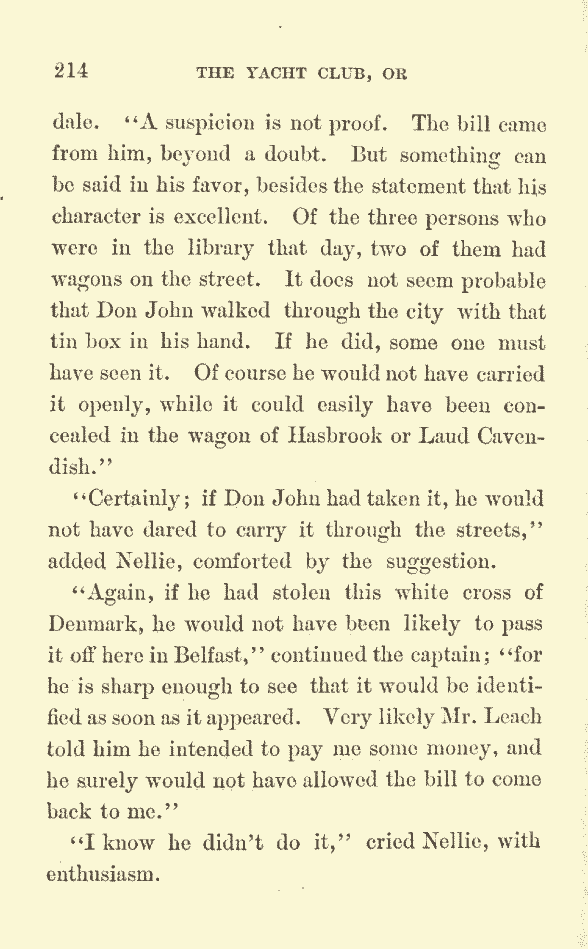 214 THE YACHT CLUB, OR
dale. "A suspicion is not proof. The bill came
from him, beyond a doubt. But something can
be said in his favor, besides the statement that his
character is excellent. Of the three persons who
were in the library that day, two of them had
wagons on the street. It does not seem probable
that Don John walked through the city with that
tin box in his hand. If he did, some one must
have seen it. Of course he would not have carried
it openly, while it could easily have been con-
cealed in the wagon of Hasbrook or Laud Caven-
dish."
"Certainly; if Don John had taken it, he would
not have dared to carry it through the streets,"
added Nellie, comforted by the suggestion.
"Again, if he had stolen this white cross of
Denmark, he would not have been likely to pass
it off here in Belfast," continued the captain; "for
he is sharp enough to see that it would be identi-
fied as soon as it appeared. Very likely Mr. Leach
told him he intended to pay me some money, and
he surely would not have allowed the bill to come
back to me."
"I know he didn't do it," cried Nellie, with
enthusiasm.